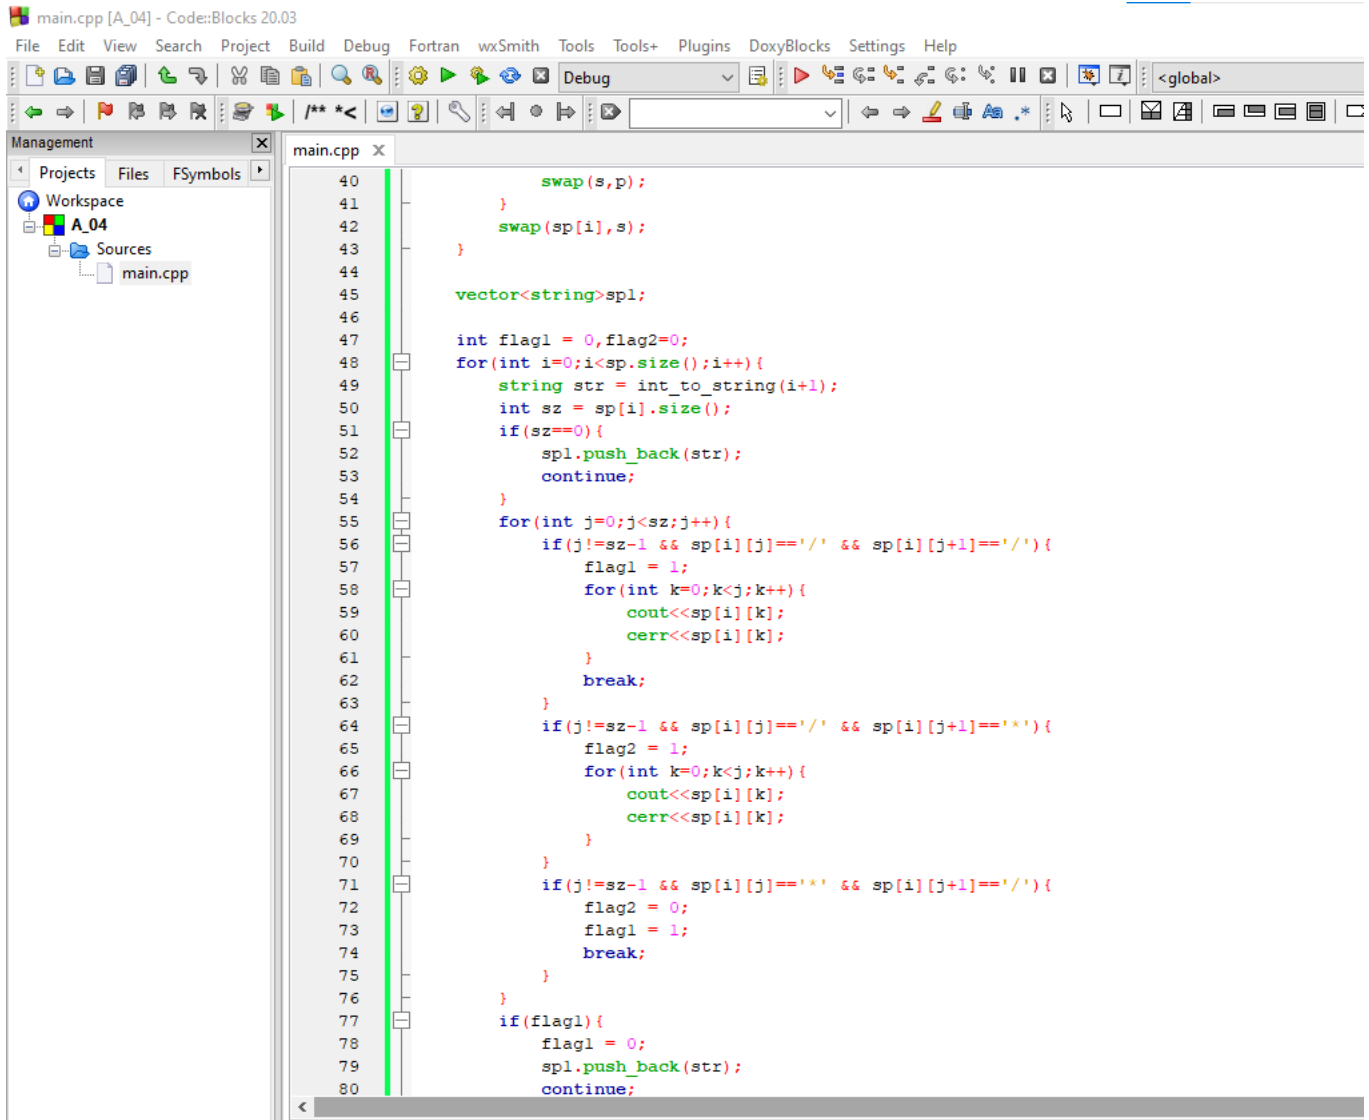 main.cpp [A_04] - Code::Blocks 20.03
File Edit View Search Project Build Debug Fortran wxSmith Tools Tools+ Plugins DoxyBlocks Settings Help
Debug <global>
/** *< Aa .*
Management
main.cpp
Projects Files FSymbols
Workspace
A_04
Sources
main.cpp
40 swap(s,p);
41 }
42 swap(sp[i],s);
43 }
44
45 vector<string>sp1;
46
47 int flag1 = 0,flag2=0;
48 for(int i=0;i<sp.size();i++){
49 string str = int_to_string(i+1);
50 int sz = sp[i].size();
51 if(sz==0){
52 sp1.push_back(str);
53 continue;
54 }
55 for(int j=0;j<sz;j++){
56 if(j!=sz-1 && sp[i][j]=='/' && sp[i][j+1]=='/'){
57 flag1 = 1;
58 for(int k=0;k<j;k++){
59 cout<<sp[i][k];
60 cerr<<sp[i][k];
61 }
62 break;
63 }
64 if(j!=sz-1 && sp[i][j]=='/' && sp[i][j+1]=='*'){
65 flag2 = 1;
66 for(int k=0;k<j;k++){
67 cout<<sp[i][k];
68 cerr<<sp[i][k];
69 }
70 }
71 if(j!=sz-1 && sp[i][j]=='*' && sp[i][j+1]=='/'){
72 flag2 = 0;
73 flag1 = 1;
74 break;
75 }
76 }
77 if(flag1){
78 flag1 = 0;
79 sp1.push_back(str);
80 continue;